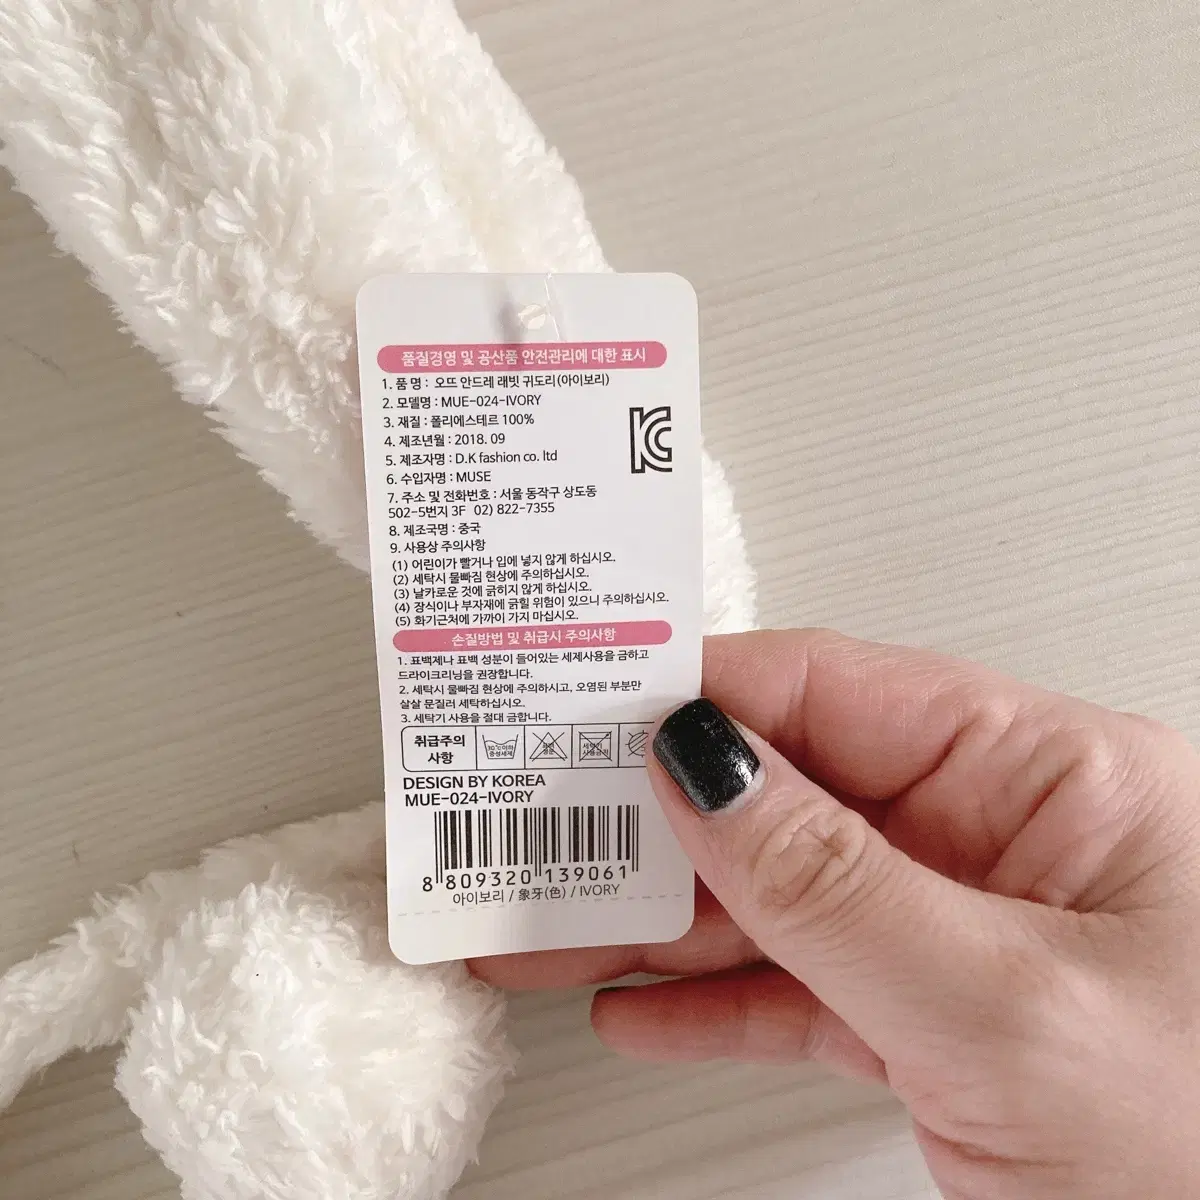 품질경영 및 공산품 안전관리에 대한 표시
1. 품 명 : 오뜨 안드레 래빗 귀도리(아이보리)
2. 모델명 : MUE-024-IVORY
3. 재질 : 폴리에스테르 100%
4. 제조년월 : 2018. 09
5. 제조자명 : D.K fashion co. ltd
6. 수입자명 : MUSE
7. 주소 및 전화번호 : 서울 동작구 상도동
502-5번지 3F 02) 822-7355
8. 제조국명 : 중국
9. 사용상 주의사항
(1) 어린이가 빨거나 입에 넣지 않게 하십시오.
(2) 세탁시 물빠짐 현상에 주의하십시오.
(3) 날카로운 것에 긁히지 않게 하십시오.
(4) 장식이나 부자재에 긁힐 위험이 있으니 주의하십시오.
(5) 화기근처에 가까이 가지 마십시오.
손질방법 및 취급시 주의사항
1. 표백제나 표백 성분이 들어있는 세제사용을 금하고
드라이크리닝을 권장합니다.
2. 세탁시 물빠짐 현상에 주의하시고, 오염된 부분만
살살 문질러 세탁하십시오.
3. 세탁기 사용을 절대 금합니다.
취급주의
사항
30℃이하
중성세제
세탁기
사용금지
DESIGN BY KOREA
MUE-024-IVORY
8 809320 139061
아이보리 / 象牙(色) / IVORY